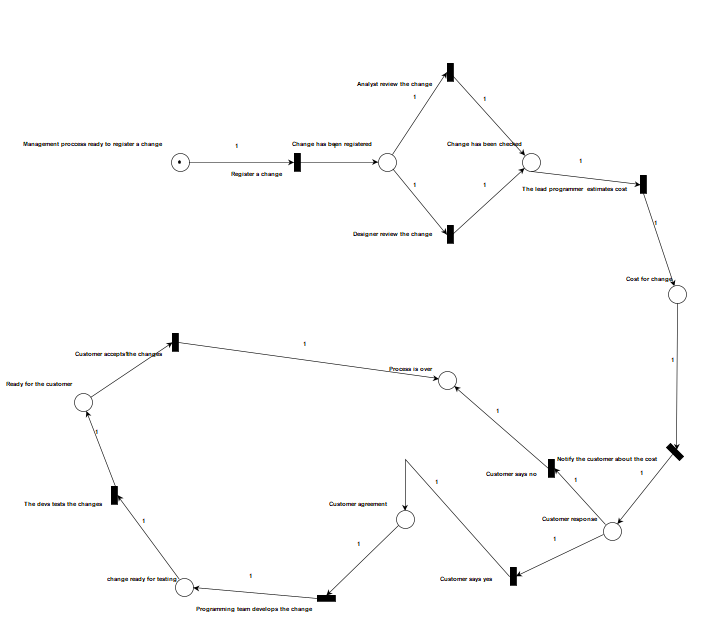 Analyst review the change
1
1
Management proccess ready to register a change
1
Change has been registered
1
Change has been checked
1
Register a change
1
1
The lead programmer estimates cost
Designer review the change
1
Cost for change
Customer accepts the changes
1
1
Process is over
Ready for the customer
1
1
Notify the customer about the cost
Customer says no
1
1
1
The devs tests the changes
Customer agreement
1
Customer response
1
1
change ready for testing
1
Customer says yes
Programming team develops the change